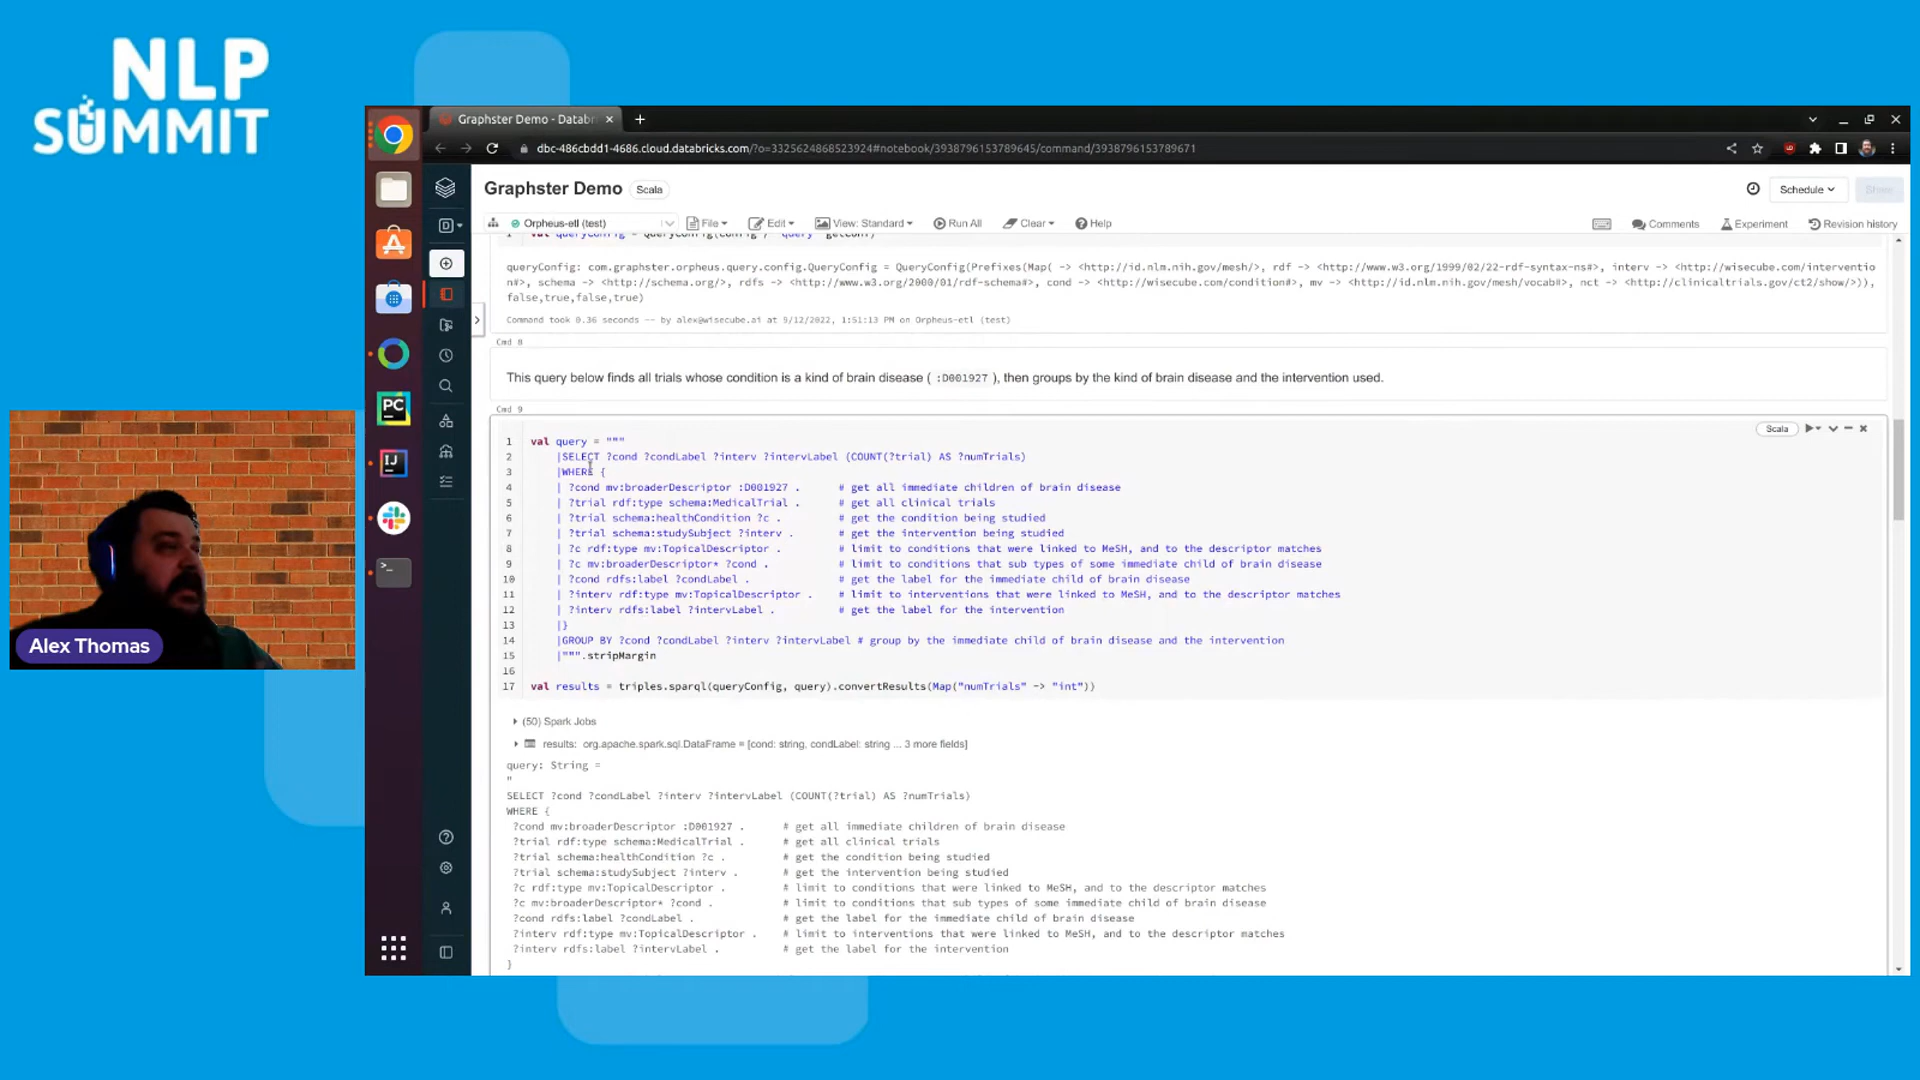 NLP
SUMMIT
Graphster Demo - Databri
dbc-486cbdd1-4686.cloud.databricks.com/?o=3325624868523924#notebook/3938796153789645/command/3938796153789671
Graphster Demo Scala
Schedule Share
Orpheus-etl (test) File Edit View: Standard Run All Clear Help
Comments Experiment Revision history
1 val queryConfig = QueryConfig(config / "query" getConf)
queryConfig: com.graphster.orpheus.query.config.QueryConfig = QueryConfig(Prefixes(Map( -> <http://id.nlm.nih.gov/mesh/>, rdf -> <http://www.w3.org/1999/02/22-rdf-syntax-ns#>, interv -> <http://wisecube.com/interventio
n#>, schema -> <http://schema.org/>, rdfs -> <http://www.w3.org/2000/01/rdf-schema#>, cond -> <http://wisecube.com/condition#>, mv -> <http://id.nlm.nih.gov/mesh/vocab#>, nct -> <http://clinicaltrials.gov/ct2/show/>)),
false,true,false,true)
Command took 0.36 seconds -- by alex@wisecube.ai at 9/12/2022, 1:51:13 PM on Orpheus-etl (test)
Cmd 8
This query below finds all trials whose condition is a kind of brain disease ( :D001927 ), then groups by the kind of brain disease and the intervention used.
Cmd 9
Scala
1 val query = """
2 |SELECT ?cond ?condLabel ?interv ?intervLabel (COUNT(?trial) AS ?numTrials)
3 |WHERE {
4 | ?cond mv:broaderDescriptor :D001927 . # get all immediate children of brain disease
5 | ?trial rdf:type schema:MedicalTrial . # get all clinical trials
6 | ?trial schema:healthCondition ?c . # get the condition being studied
7 | ?trial schema:studySubject ?interv . # get the intervention being studied
8 | ?c rdf:type mv:TopicalDescriptor . # limit to conditions that were linked to MeSH, and to the descriptor matches
9 | ?c mv:broaderDescriptor* ?cond . # limit to conditions that sub types of some immediate child of brain disease
10 | ?cond rdfs:label ?condLabel . # get the label for the immediate child of brain disease
11 | ?interv rdf:type mv:TopicalDescriptor . # limit to interventions that were linked to MeSH, and to the descriptor matches
12 | ?interv rdfs:label ?intervLabel . # get the label for the intervention
13 |}
14 |GROUP BY ?cond ?condLabel ?interv ?intervLabel # group by the immediate child of brain disease and the intervention
15 |""".stripMargin
16
17 val results = triples.sparql(queryConfig, query).convertResults(Map("numTrials" -> "int"))
(50) Spark Jobs
results: org.apache.spark.sql.DataFrame = [cond: string, condLabel: string ... 3 more fields]
query: String =
"
SELECT ?cond ?condLabel ?interv ?intervLabel (COUNT(?trial) AS ?numTrials)
WHERE {
?cond mv:broaderDescriptor :D001927 . # get all immediate children of brain disease
?trial rdf:type schema:MedicalTrial . # get all clinical trials
?trial schema:healthCondition ?c . # get the condition being studied
?trial schema:studySubject ?interv . # get the intervention being studied
?c rdf:type mv:TopicalDescriptor . # limit to conditions that were linked to MeSH, and to the descriptor matches
?c mv:broaderDescriptor* ?cond . # limit to conditions that sub types of some immediate child of brain disease
?cond rdfs:label ?condLabel . # get the label for the immediate child of brain disease
?interv rdf:type mv:TopicalDescriptor . # limit to interventions that were linked to MeSH, and to the descriptor matches
?interv rdfs:label ?intervLabel . # get the label for the intervention
}
PC
IJ
D
Alex Thomas